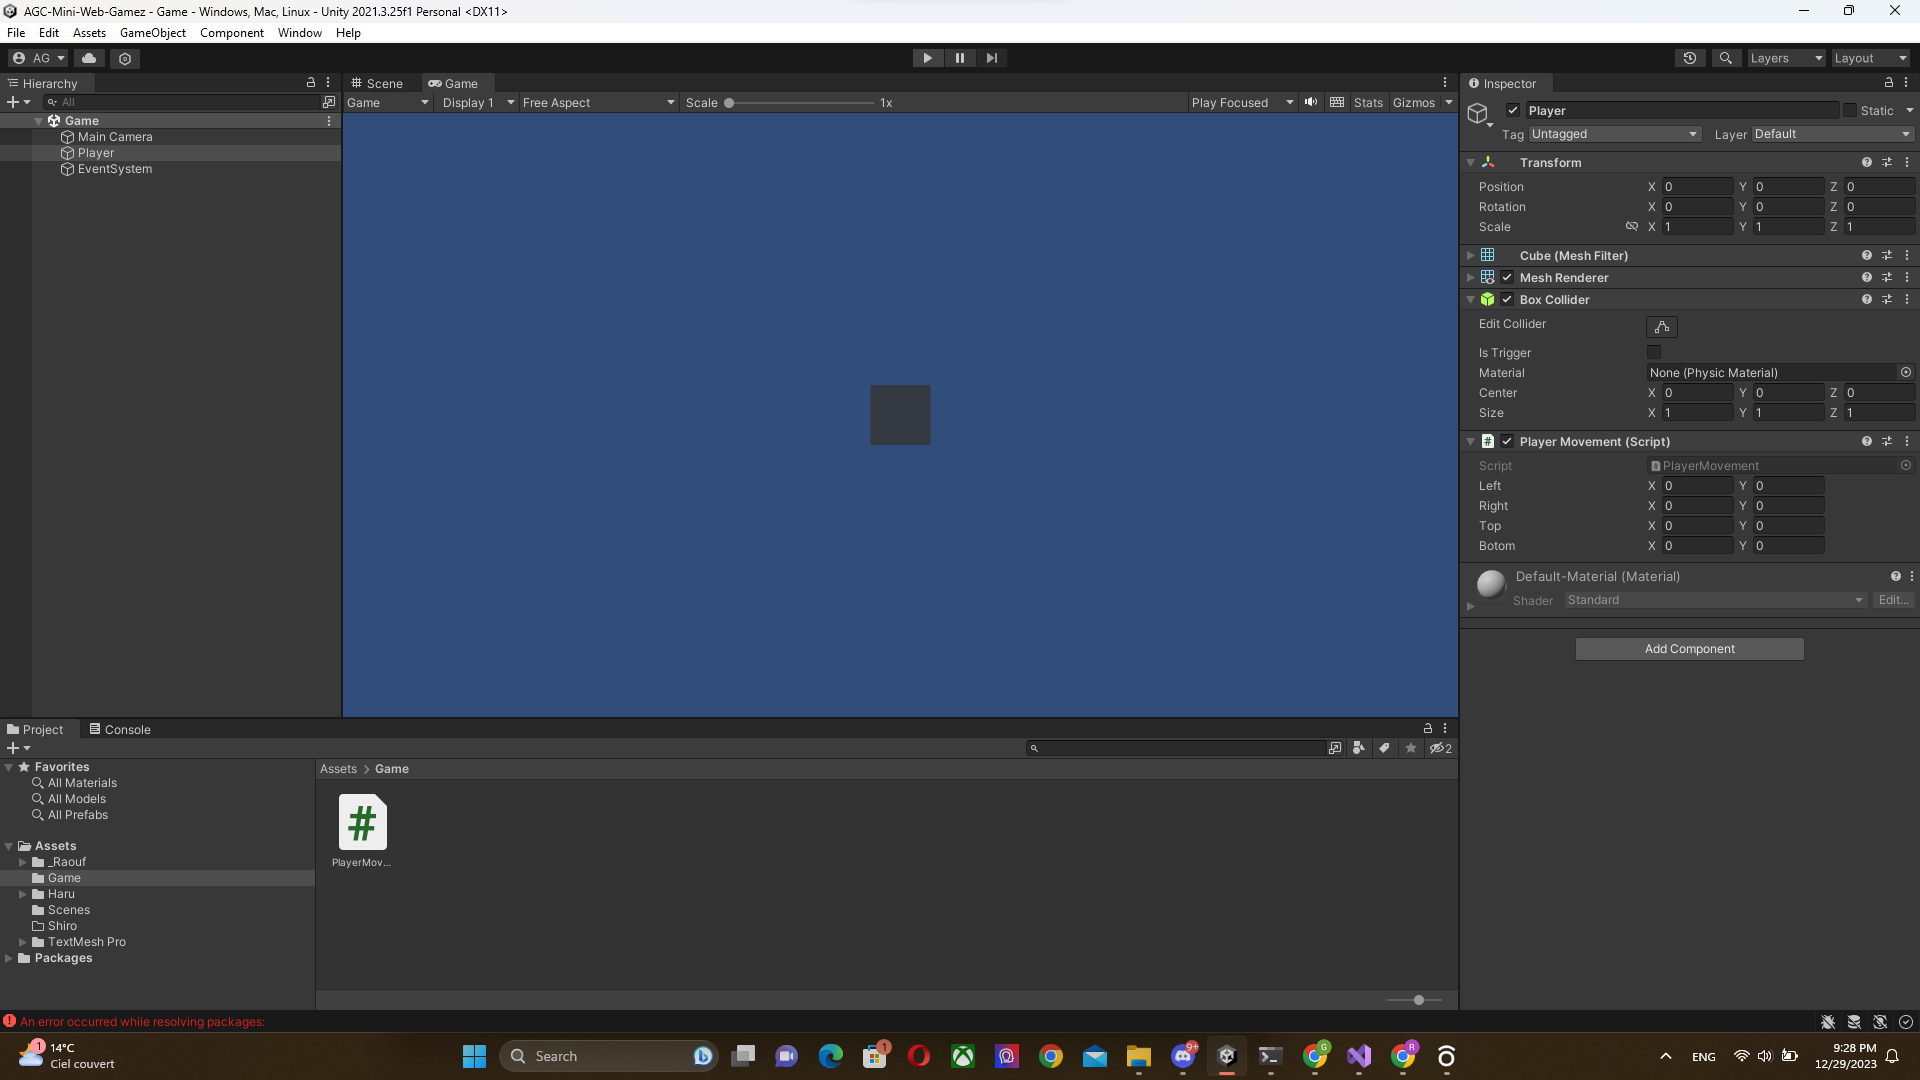 AGC-Mini-Web-Gamez - Game - Windows, Mac, Linux - Unity 2021.3.25f1 Personal <DX11>
File Edit Assets GameObject Component Window Help
AG
Layers Layout
Hierarchy
All
Game
Main Camera
Player
EventSystem
Scene Game
Game Display 1 Free Aspect Scale 1x Play Focused Stats Gizmos
Inspector
Player Static
Tag Untagged Layer Default
Transform
Position X 0 Y 0 Z 0
Rotation X 0 Y 0 Z 0
Scale X 1 Y 1 Z 1
Cube (Mesh Filter)
Mesh Renderer
Box Collider
Edit Collider
Is Trigger
Material None (Physic Material)
Center X 0 Y 0 Z 0
Size X 1 Y 1 Z 1
Player Movement (Script)
Script PlayerMovement
Left X 0 Y 0
Right X 0 Y 0
Top X 0 Y 0
Botom X 0 Y 0
Default-Material (Material)
Shader Standard Edit...
Add Component
Project Console
2
Favorites
All Materials
All Models
All Prefabs
Assets
_Raouf
Game
Haru
Scenes
Shiro
TextMesh Pro
Packages
Assets > Game
#
PlayerMov...
An error occurred while resolving packages:
1
14°C
Ciel couvert
Search
1
9+
G
R
ENG
9:28 PM
12/29/2023